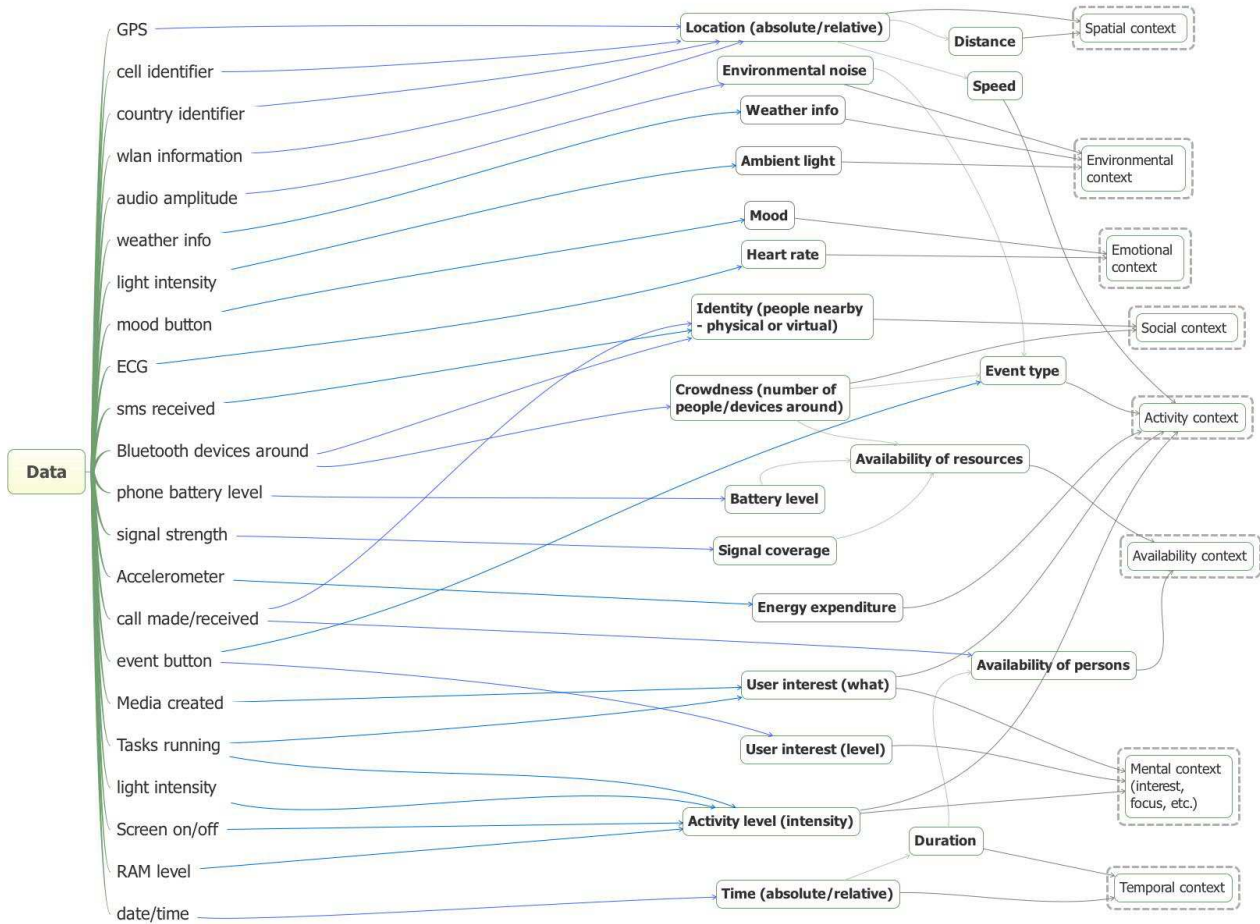 Data
GPS
cell identifier
country identifier
wlan information
audio amplitude
weather info
light intensity
mood button
ECG
sms received
Bluetooth devices around
phone battery level
signal strength
Accelerometer
call made/received
event button
Media created
Tasks running
light intensity
Screen on/off
RAM level
date/time
Location (absolute/relative)
Environmental noise
Weather info
Ambient light
Mood
Heart rate
Identity (people nearby
- physical or virtual)
Crowdness (number of
people/devices around)
Battery level
Signal coverage
Energy expenditure
User interest (what)
User interest (level)
Activity level (intensity)
Time (absolute/relative)
Distance
Speed
Event type
Availability of resources
Availability of persons
Duration
Spatial context
Environmental
context
Emotional
context
Social context
Activity context
Availability context
Mental context
(interest,
focus, etc.)
Temporal context